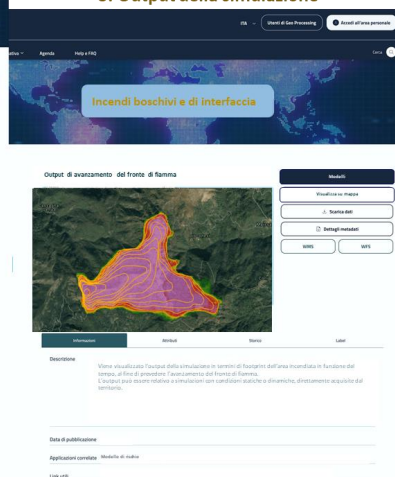 ITA
Utenti di Geo Processing
Accedi all'area personale
Agenda
Help e FAQ
Cerca
Incendi boschivi e di interfaccia
Output di avanzamento del fronte di fiamma
Modelli
Visualizza su mappa
Scarica dati
Dettagli metadati
WMS
WFS
Informazioni
Attributi
Storico
Label
Descrizione
Viene visualizzato l'output della simulazione in termini di footprint dell'area incendiata in funzione del
tempo, al fine di prevedere l'avanzamento del fronte di fiamma.
L'output può essere relativo a simulazioni con condizioni statiche o dinamiche, direttamente acquisite dal
territorio.
Data di pubblicazione
Applicazioni correlate
Modello di rischio